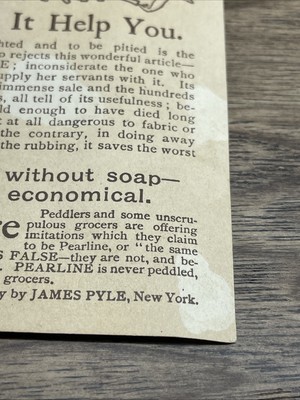 It Help You.
hted and to be pitied is the
o rejects this wonderful article—
E; inconsiderate the one who
upply her servants with it. Its
immense sale and the hundreds
s, all tell of its usefulness; be-
ld enough to have died long
t at all dangerous to fabric or
the contrary, in doing away
the rubbing, it saves the worst
without soap—
economical.
Peddlers and some unscru-
re pulous grocers are offering
imitations which they claim
to be Pearline, or "the same
S FALSE—they are not, and be-
. PEARLINE is never peddled,
grocers.
y by JAMES PYLE, New York.